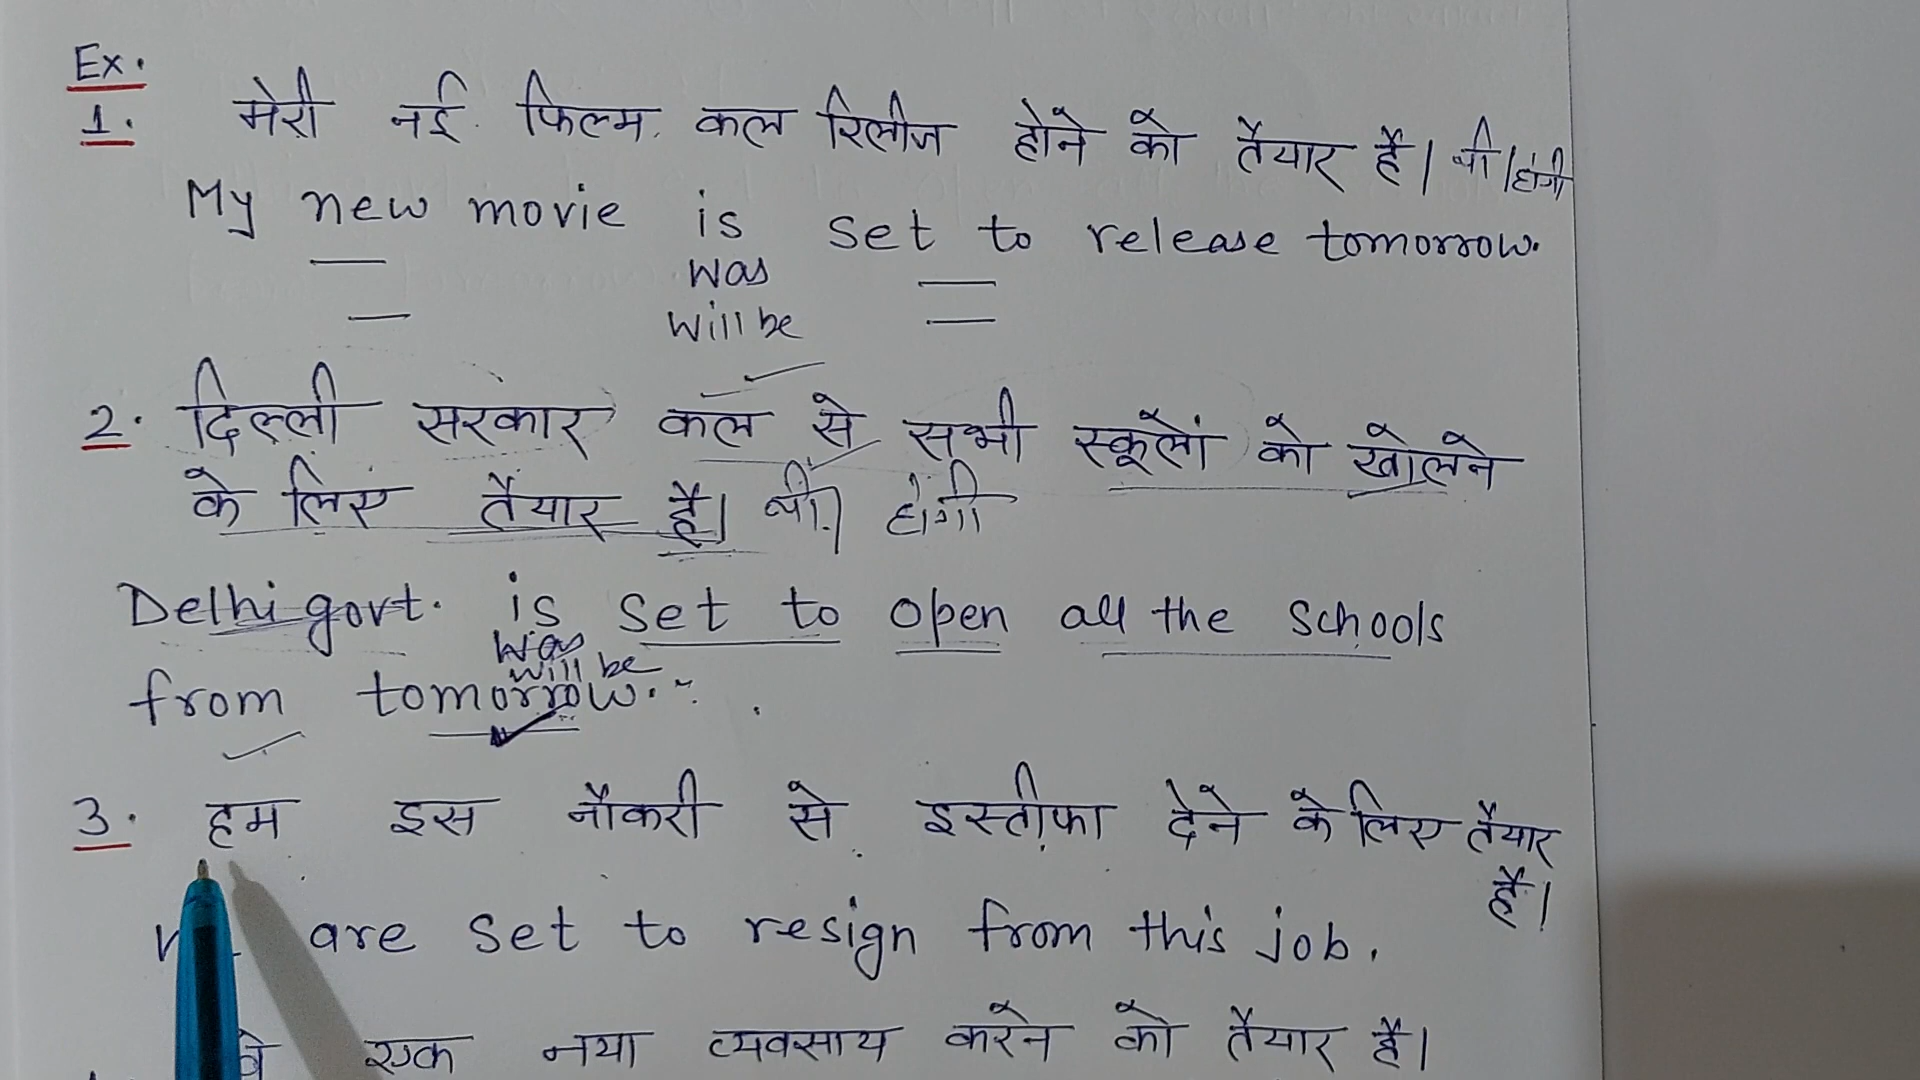 Ex.
1. मेरी नई फिल्म कल रिलीज होने को तैयार है। थी/होगी
My new movie is set to release tomorrow.
was
will be
2. दिल्ली सरकार कल से सभी स्कूलों को खोलने
के लिए तैयार है। थी/ होगी
Delhi govt. is set to open all the schools
was
will be
from tomorrow.
3. हम इस नौकरी से इस्तीफा देने के लिए तैयार
हैं।
are set to resign from this job.
एक नया व्यवसाय करने को तैयार है।